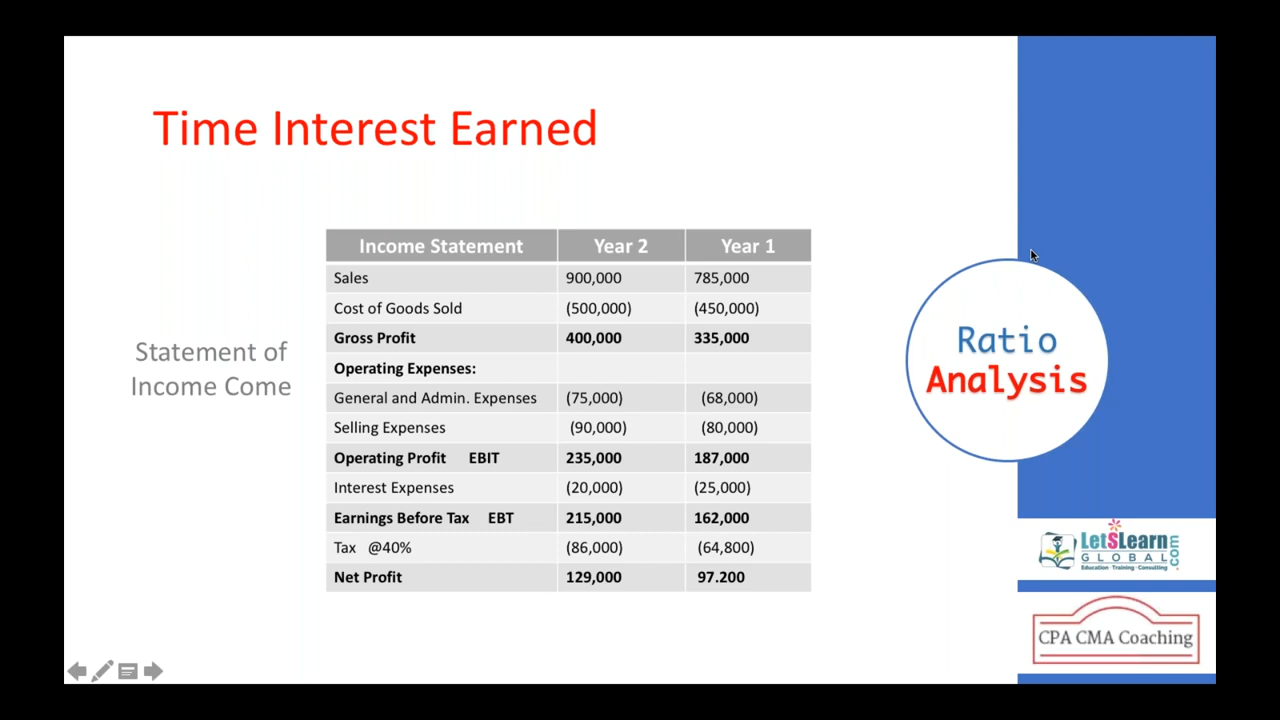 Time Interest Earned
Statement of
Income Come
Income Statement Year 2 Year 1
Sales 900,000 785,000
Cost of Goods Sold (500,000) (450,000)
Gross Profit 400,000 335,000
Operating Expenses:
General and Admin. Expenses (75,000) (68,000)
Selling Expenses (90,000) (80,000)
Operating Profit EBIT 235,000 187,000
Interest Expenses (20,000) (25,000)
Earnings Before Tax EBT 215,000 162,000
Tax @40% (86,000) (64,800)
Net Profit 129,000 97.200
Ratio
Analysis
LetSLearn
GLOBAL
.com
Education · Training · Consulting
CPA CMA Coaching